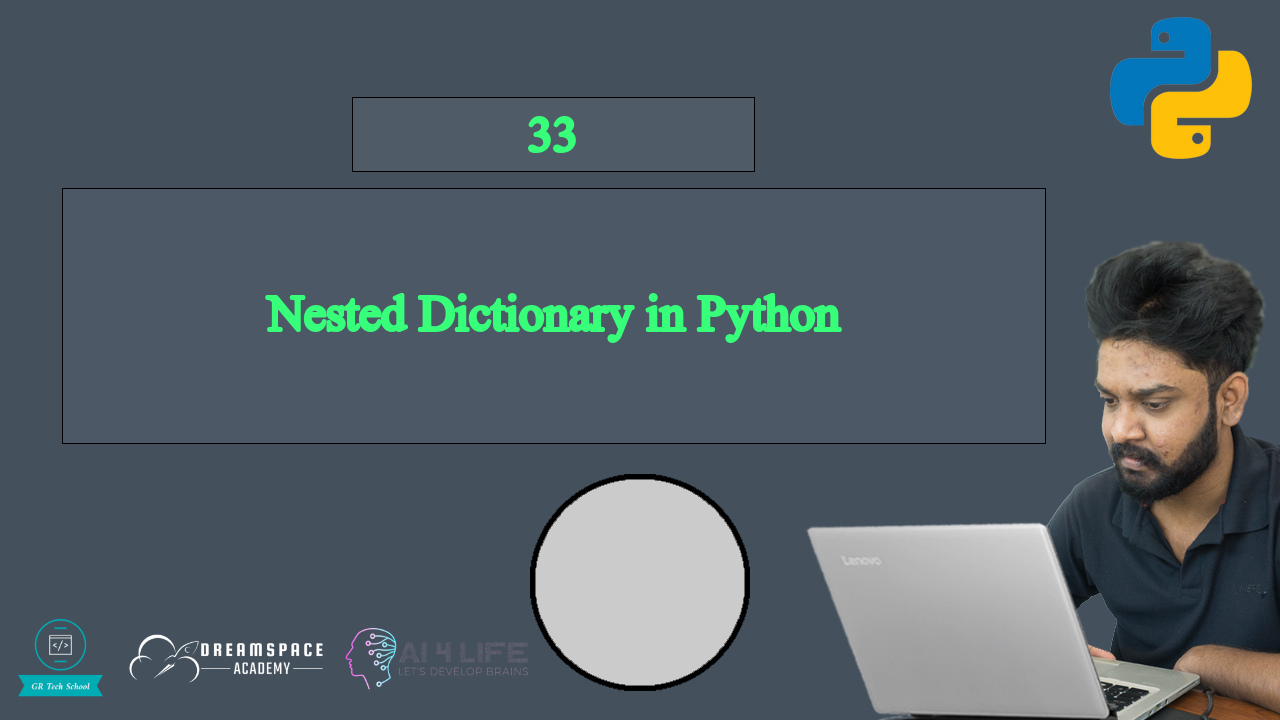 33
Nested Dictionary in Python
Lenovo
GR Tech School
DREAMSPACE
ACADEMY
AI 4 LIFE
LET'S DEVELOP BRAINS